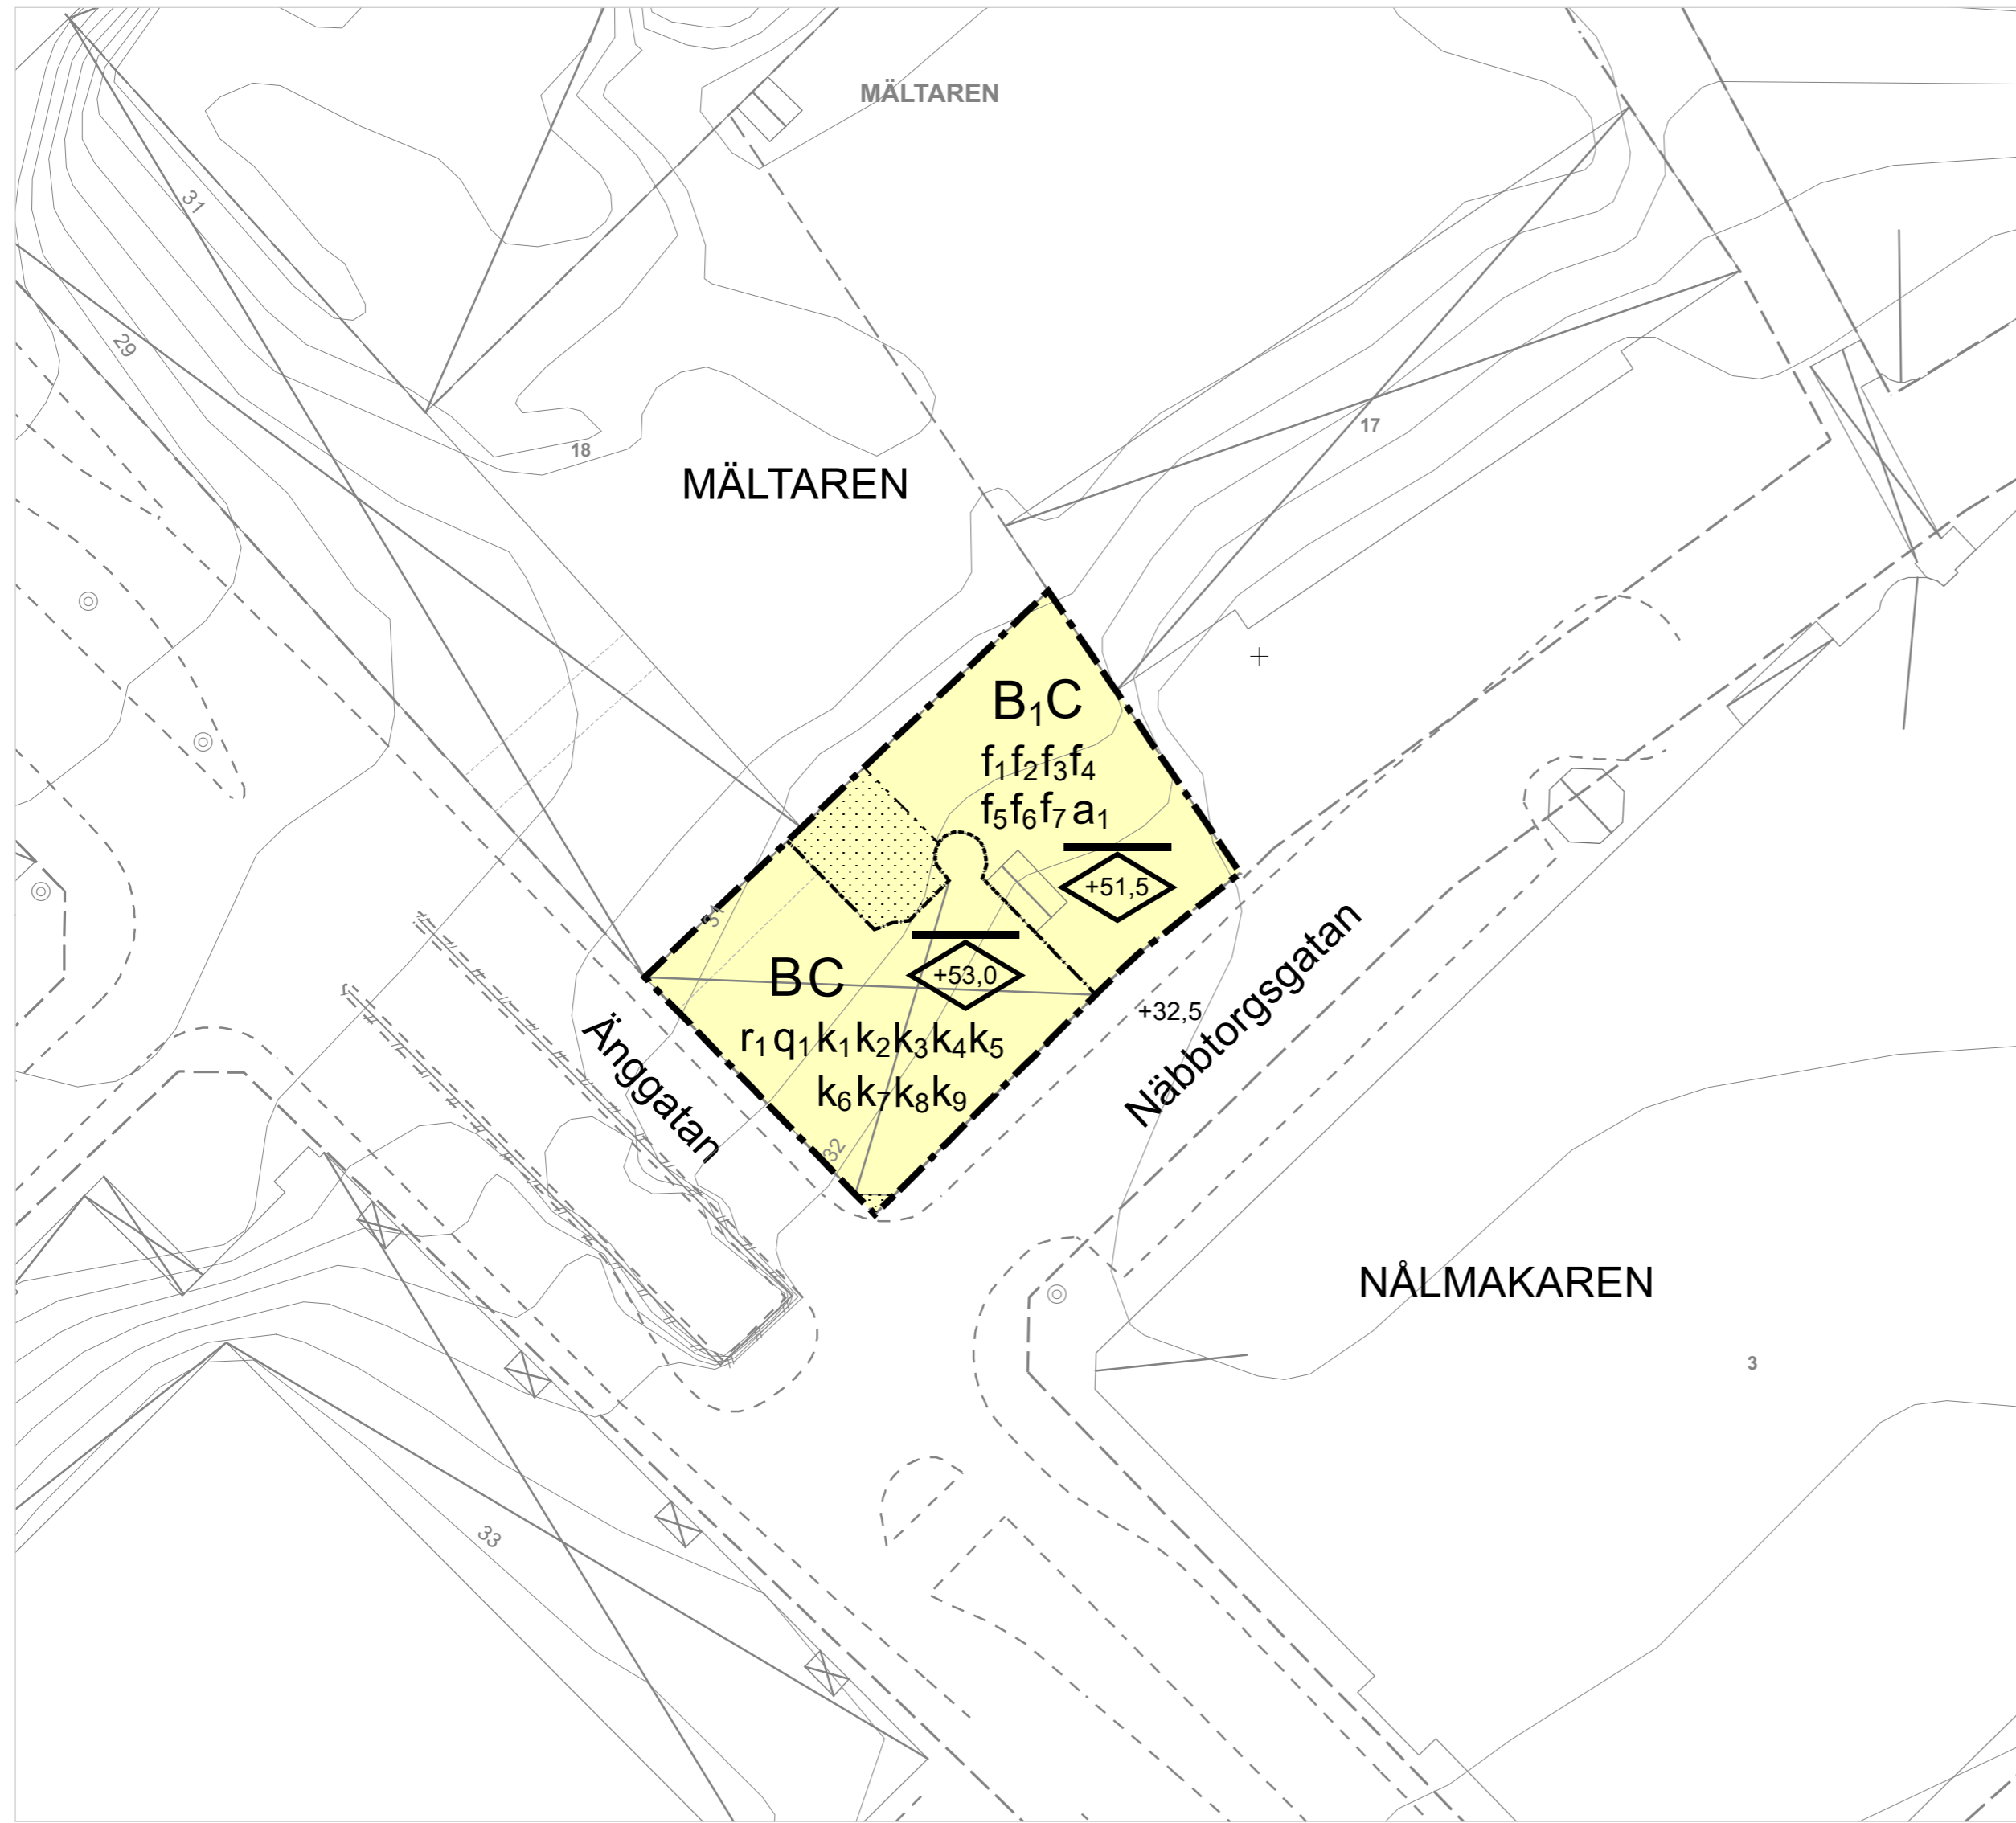 MÄLTAREN
31
29
17
18
MÄLTAREN
B₁C
f₁f₂f₃f₄
f₅f₆f₇a₁
+51,5
31
BC
+53,0
+32,5
Näbbtorgsgatan
Änggatan
r₁q₁k₁k₂k₃k₄k₅
k₆k₇k₈k₉
32
NÅLMAKAREN
3
33